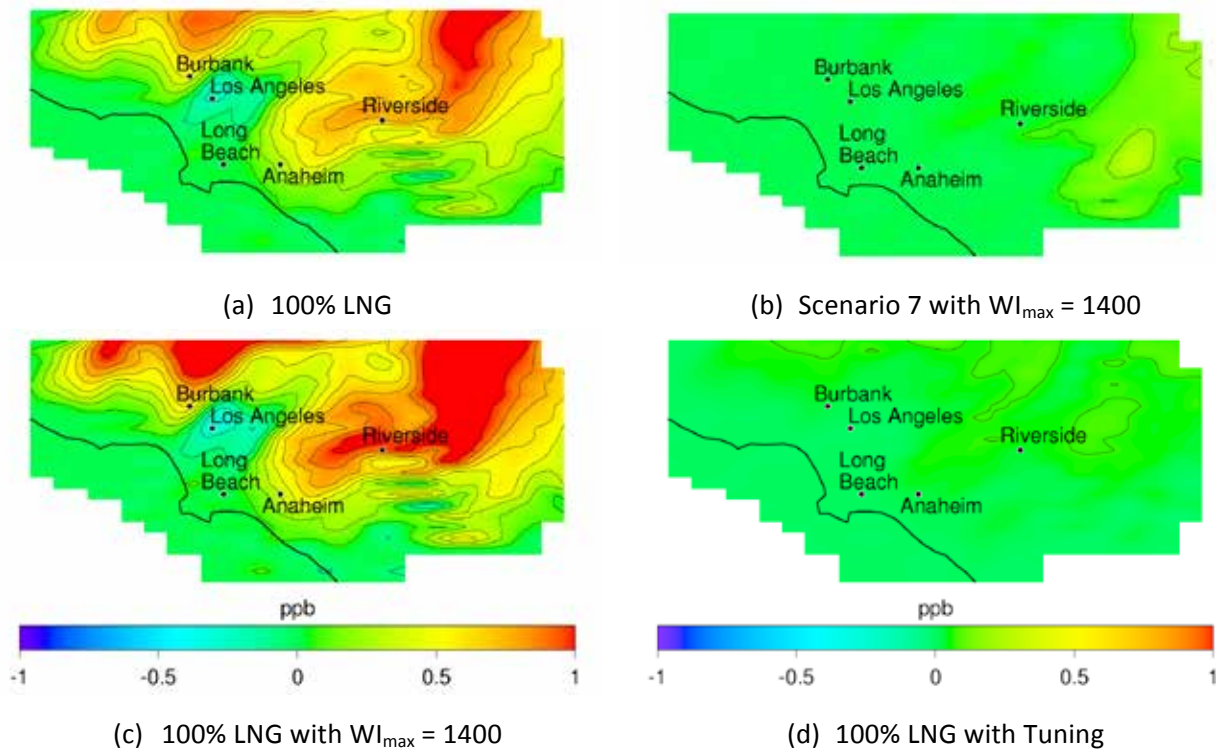 Burbank
Los Angeles
Riverside
Long
Beach
Anaheim
(a) 100% LNG
Burbank
Los Angeles
Riverside
Long
Beach
Anaheim
(b) Scenario 7 with WImax = 1400
Burbank
Los Angeles
Riverside
Long
Beach
Anaheim
ppb
-1 -0.5 0 0.5 1
(c) 100% LNG with WImax = 1400
Burbank
Los Angeles
Riverside
Long
Beach
Anaheim
ppb
-1 -0.5 0 0.5 1
(d) 100% LNG with Tuning